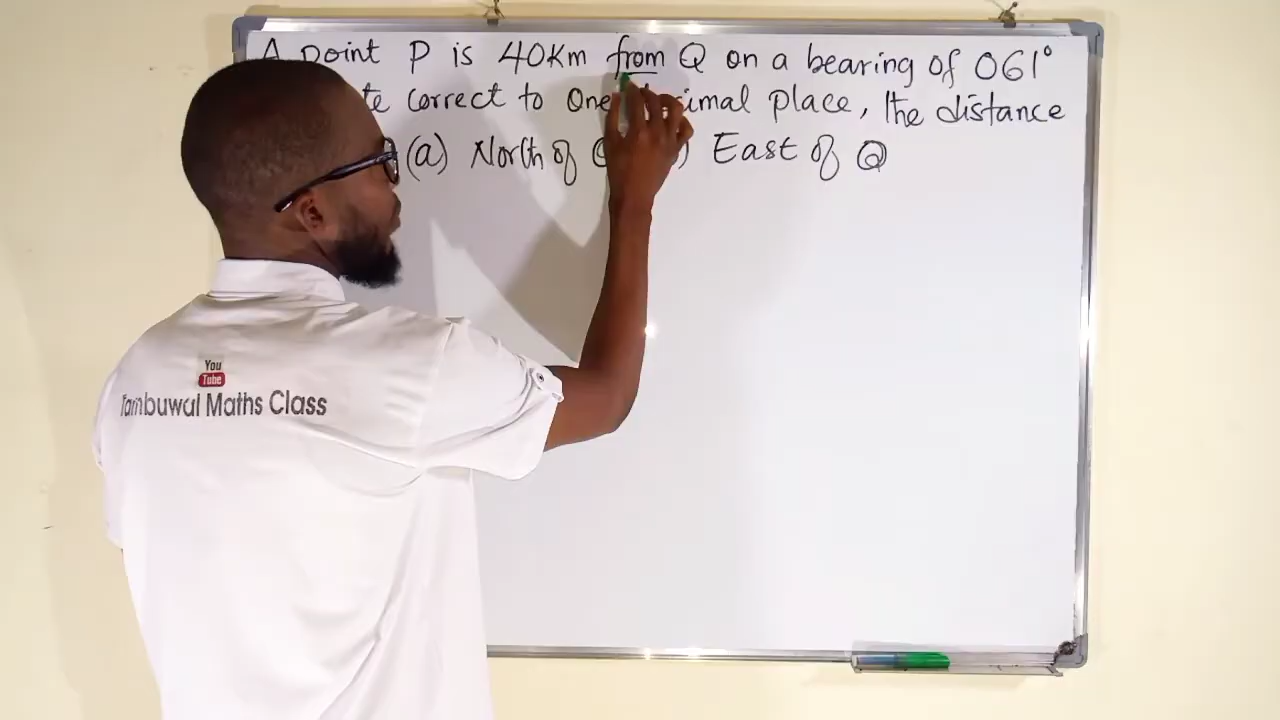 A point P is 40Km from Q on a bearing of 061°
te correct to One decimal place, the distance
(a) North of Q ) East of Q
You
Tube
Tambuwal Maths Class